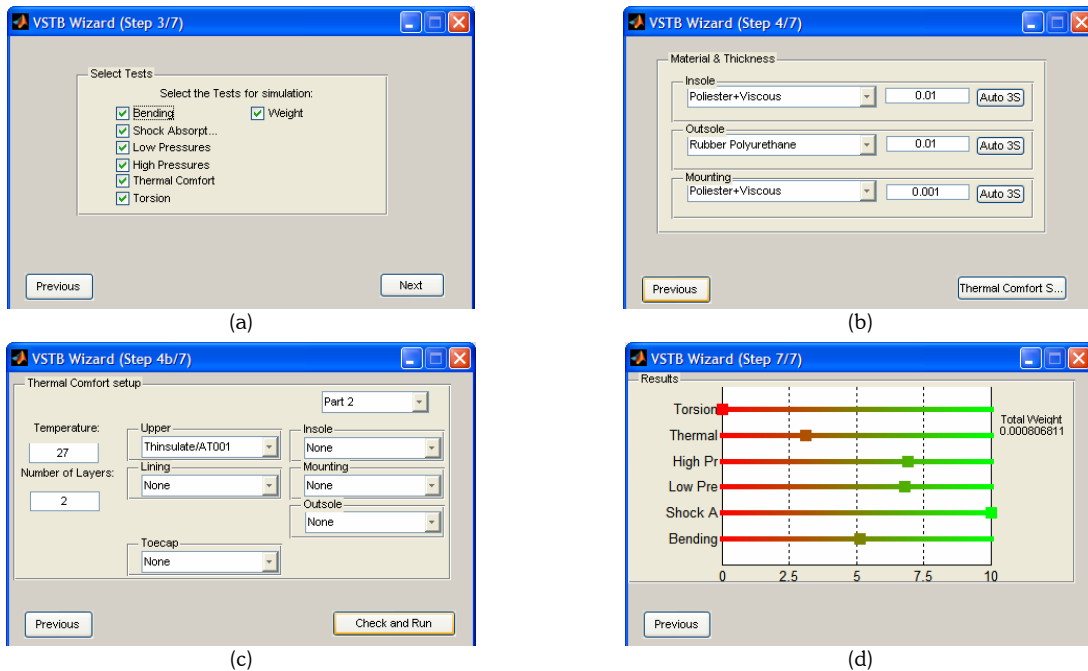 VSTB Wizard (Step 3/7)
Select Tests
Select the Tests for simulation:
Bending
Weight
Shock Absorpt...
Low Pressures
High Pressures
Thermal Comfort
Torsion
Previous
Next
(a)
VSTB Wizard (Step 4/7)
Material & Thickness
Insole
Poliester+Viscous
0.01
Auto 3S
Outsole
Rubber Polyurethane
0.01
Auto 3S
Mounting
Poliester+Viscous
0.001
Auto 3S
Previous
Thermal Comfort S...
(b)
VSTB Wizard (Step 4b/7)
Thermal Comfort setup
Part 2
Temperature:
27
Number of Layers:
2
Upper
Thinsulate/AT001
Lining
None
Toecap
None
Insole
None
Mounting
None
Outsole
None
Previous
Check and Run
(c)
VSTB Wizard (Step 7/7)
Results
Torsion
Thermal
High Pr
Low Pre
Shock A
Bending
0 2.5 5 7.5 10
Total Weight
0.000806811
Previous
(d)